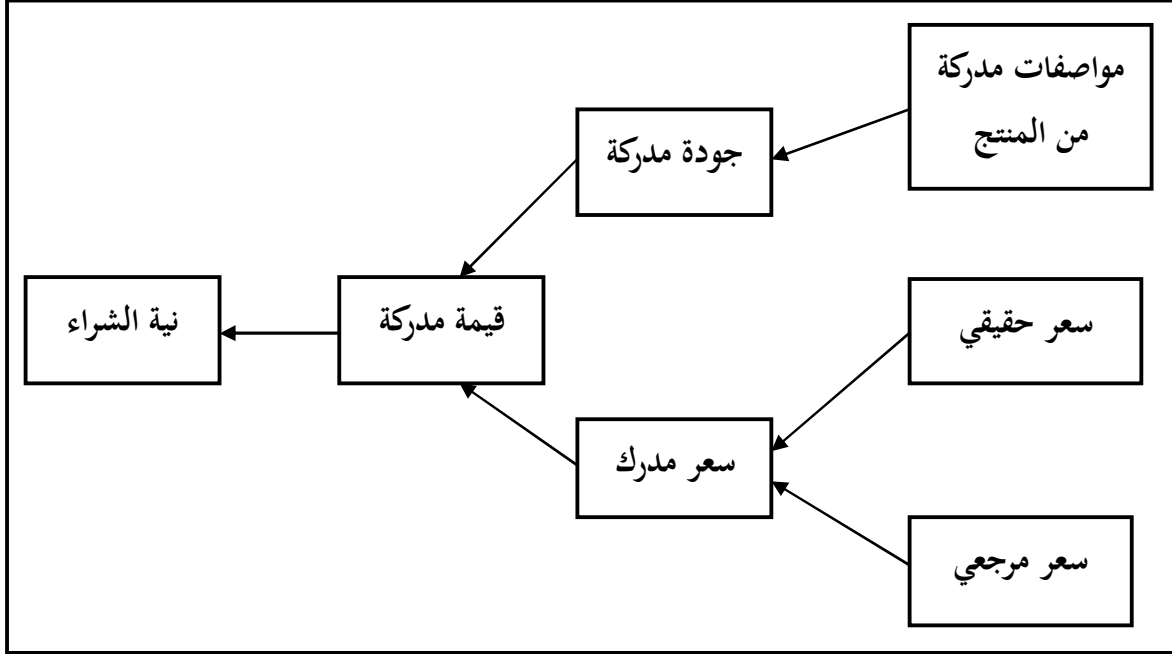 مواصفات مدركة
من المنتج
جودة مدركة
سعر حقيقي
قيمة مدركة
نية الشراء
سعر مدرك
سعر مرجعي